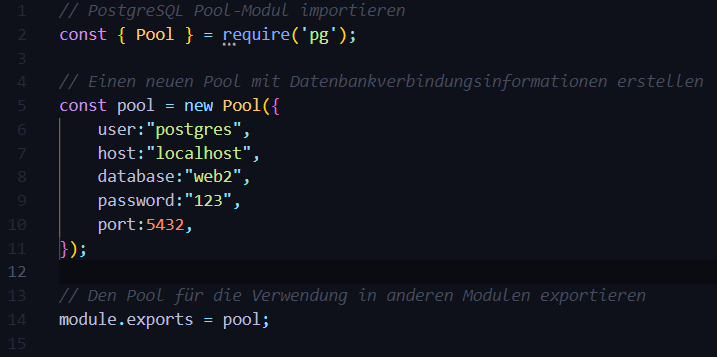 1 // PostgreSQL Pool-Modul importieren
2 const { Pool } = require('pg');
3
4 // Einen neuen Pool mit Datenbankverbindungsinformationen erstellen
5 const pool = new Pool({
6     user:"postgres",
7     host:"localhost",
8     database:"web2",
9     password:"123",
10     port:5432,
11 });
12
13 // Den Pool für die Verwendung in anderen Modulen exportieren
14 module.exports = pool;
15